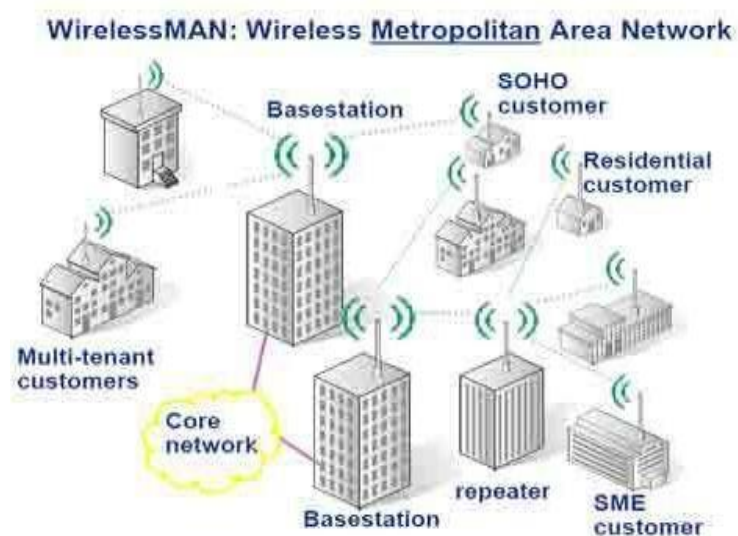 WirelessMAN: Wireless Metropolitan Area Network
SOHO
customer
Basestation
Residential
customer
Multi-tenant
customers
Core
network
Basestation
repeater
SME
customer